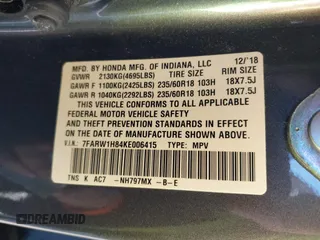 MFD. BY HONDA MFG. OF INDIANA, LLC 12/'18
GVWR 2130KG(4695LBS) TIRE SIZE RIM SIZE
GAWR F 1100KG(2425LBS) 235/60R18 103H 18X7.5J
GAWR R 1040KG(2292LBS) 235/60R18 103H 18X7.5J
THIS VEHICLE CONFORMS TO ALL APPLICABLE
FEDERAL MOTOR VEHICLE SAFETY AND THEFT
PREVENTION STANDARDS IN EFFECT ON THE
DATE OF MANUFACTURE SHOWN ABOVE.
V.I.N.: 7FARW1H84KE006415 TYPE: MPV
TNS K AC7 -NH797MX -B-E
DREAMBID